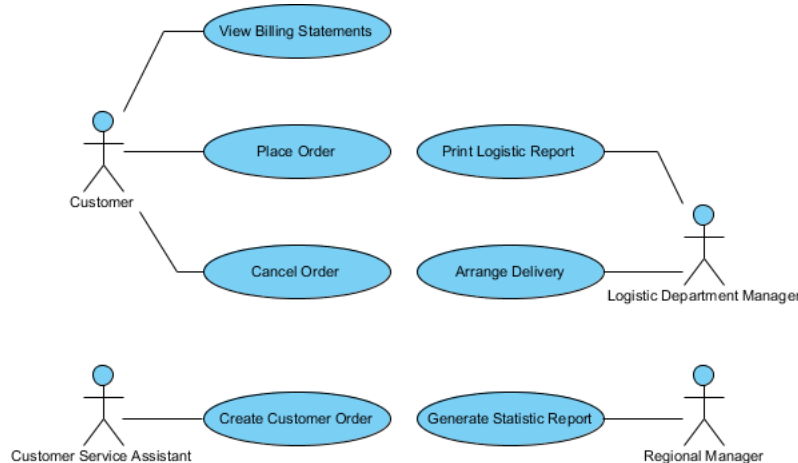 View Billing Statements
Place Order
Print Logistic Report
Customer
Cancel Order
Arrange Delivery
Logistic Department Manager
Create Customer Order
Generate Statistic Report
Customer Service Assistant
Regional Manager